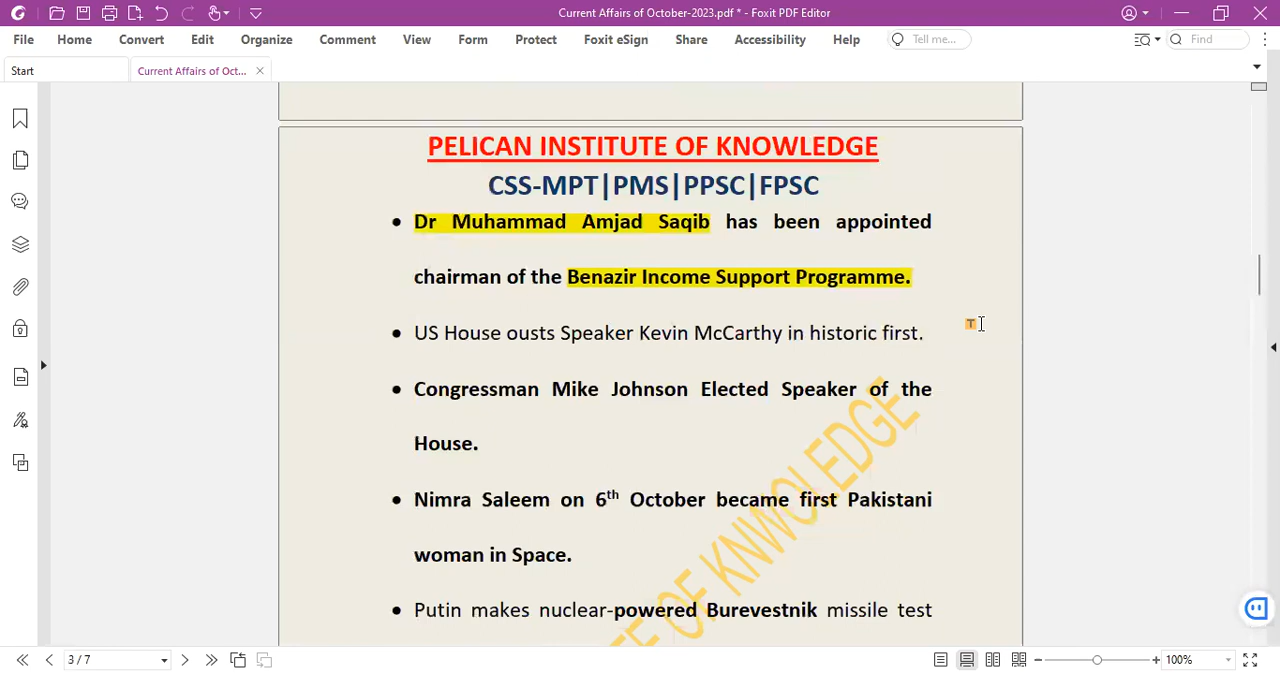 Current Affairs of October-2023.pdf * - Foxit PDF Editor
File Home Convert Edit Organize Comment View Form Protect Foxit eSign Share Accessibility Help Tell me... Find
Start Current Affairs of Oct...
PELICAN INSTITUTE OF KNOWLEDGE
CSS-MPT|PMS|PPSC|FPSC
• Dr Muhammad Amjad Saqib has been appointed
chairman of the Benazir Income Support Programme.
• US House ousts Speaker Kevin McCarthy in historic first.
T
• Congressman Mike Johnson Elected Speaker of the
House.
• Nimra Saleem on 6th October became first Pakistani
woman in Space.
• Putin makes nuclear-powered Burevestnik missile test
OF KNWOLEDGE
3 / 7
100%